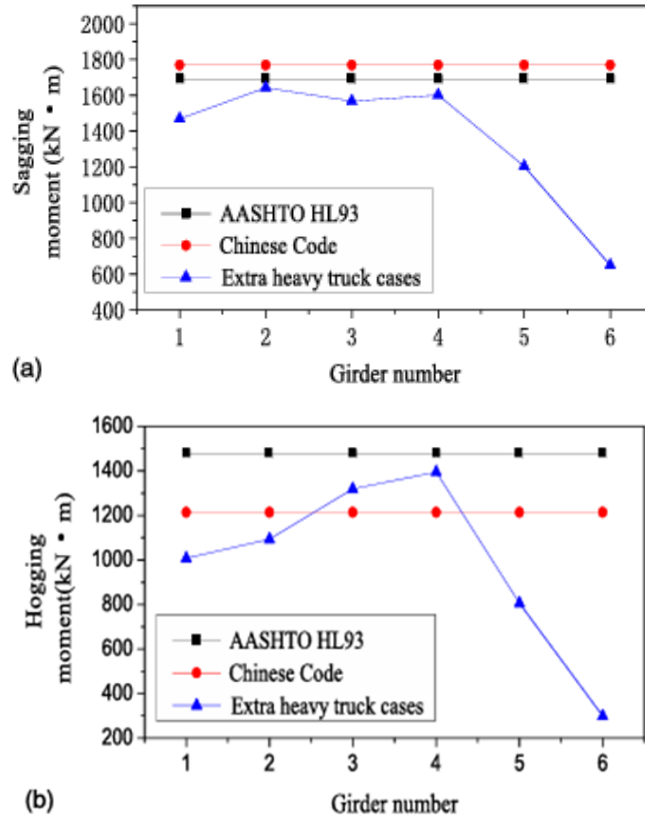 2000
1800
1600
1400
1200
1000
800
600
400
Sagging
moment (kN · m)
AASHTO HL93
Chinese Code
Extra heavy truck cases
1 2 3 4 5 6
Girder number
(a)
1600
1400
1200
1000
800
600
400
200
Hogging
moment(kN · m)
AASHTO HL93
Chinese Code
Extra heavy truck cases
1 2 3 4 5 6
Girder number
(b)